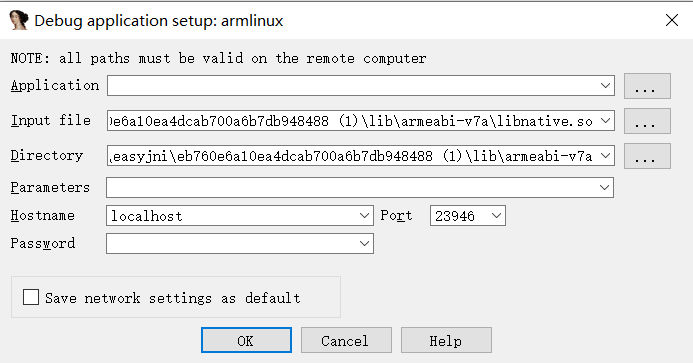 Debug application setup: armlinux
NOTE: all paths must be valid on the remote computer
Application ...
Input file 0e6a10ea4dcab700a6b7db948488 (1)\lib\armeabi-v7a\libnative.so ...
Directory easyjni\eb760e6a10ea4dcab700a6b7db948488 (1)\lib\armeabi-v7a ...
Parameters
Hostname localhost Port 23946
Password
Save network settings as default
OK Cancel Help